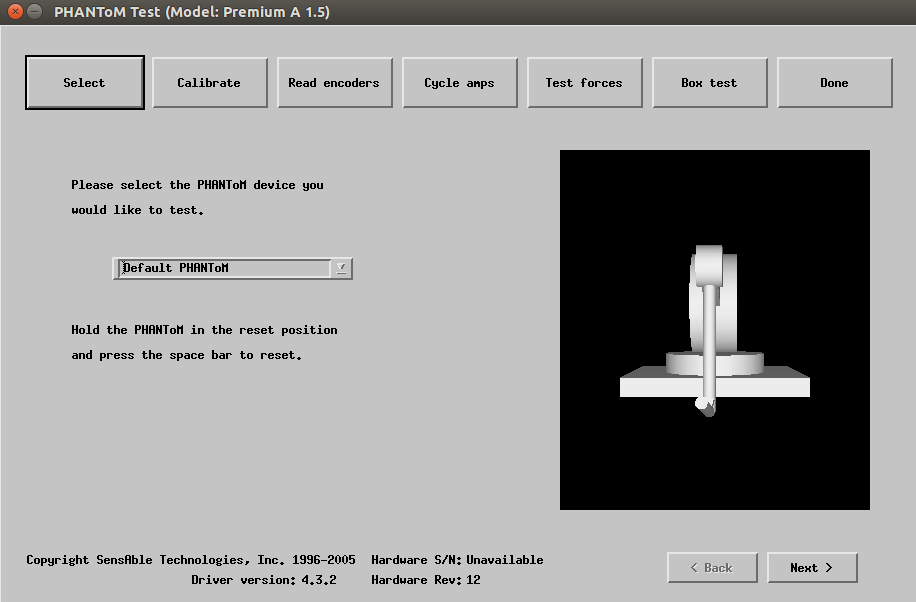 PHANToM Test (Model: Premium A 1.5)
Select Calibrate Read encoders Cycle amps Test forces Box test Done
Please select the PHANToM device you
would like to test.
Default PHANToM
Hold the PHANToM in the reset position
and press the space bar to reset.
Copyright SensAble Technologies, Inc. 1996-2005 Hardware S/N: Unavailable
Driver version: 4.3.2 Hardware Rev: 12
< Back Next >